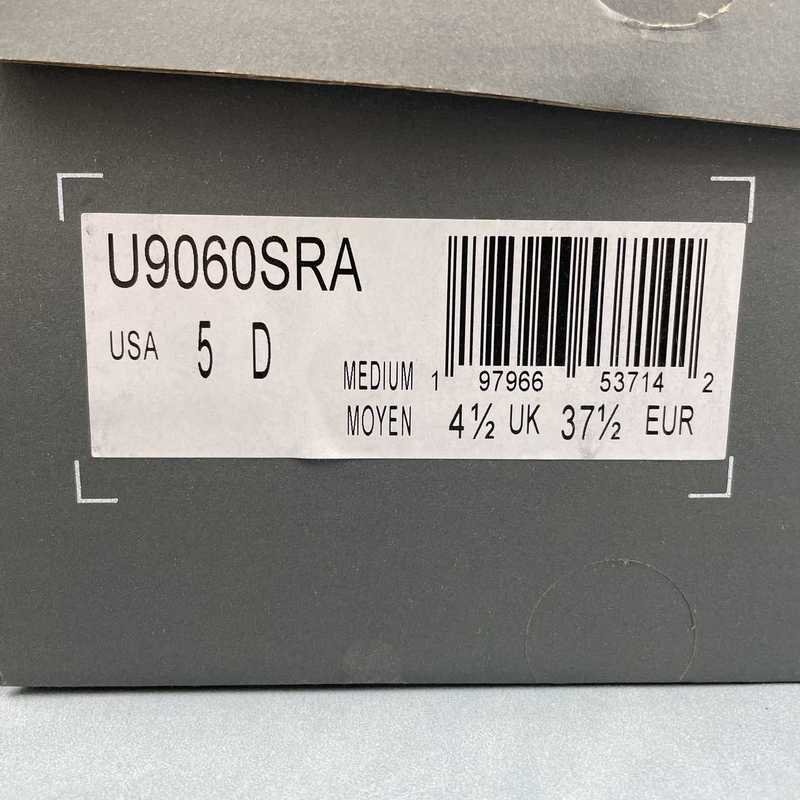 U9060SRA
USA 5 D
MEDIUM 1 97966 53714 2
MOYEN 4½ UK 37½ EUR